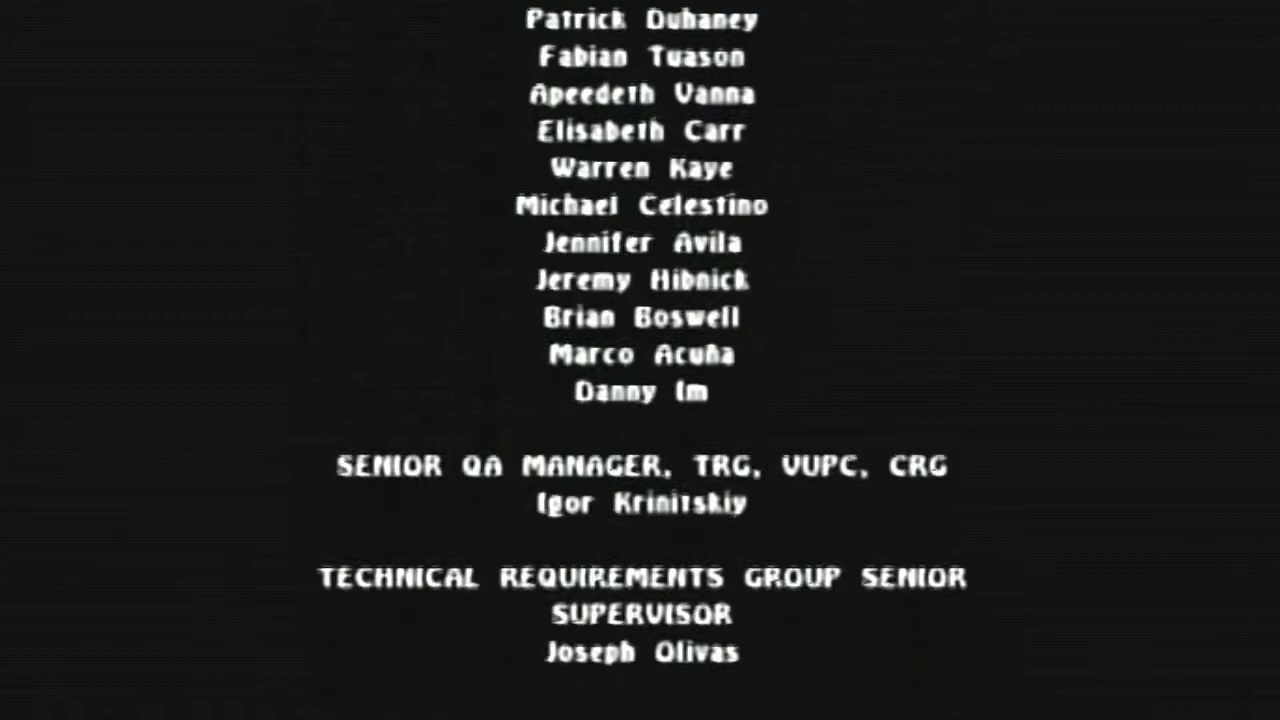 Patrick Duhaney
Fabian Tuason
Apeedeth Vanna
Elisabeth Carr
Warren Kaye
Michael Celestino
Jennifer Avila
Jeremy Hibnick
Brian Boswell
Marco Acuña
Danny Im
SENIOR QA MANAGER, TRG, VUPC, CRG
Igor Krinitskiy
TECHNICAL REQUIREMENTS GROUP SENIOR
SUPERVISOR
Joseph Olivas